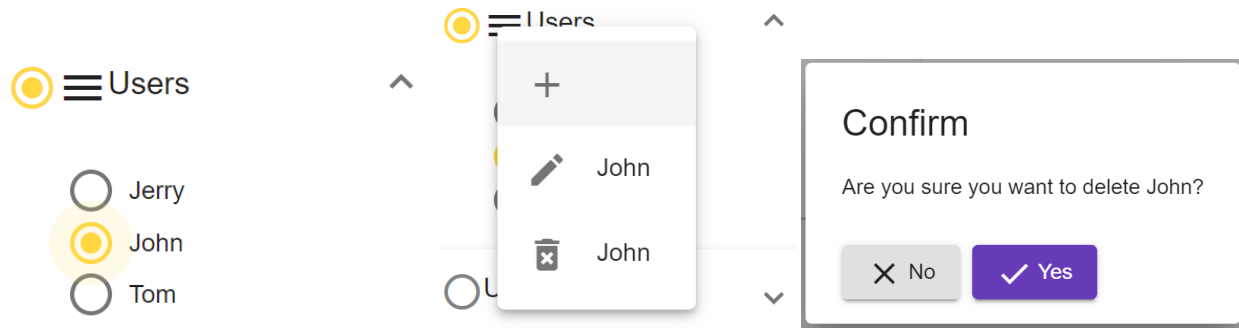 Users
Jerry
John
Tom
Users
John
John
U
Confirm
Are you sure you want to delete John?
No
Yes